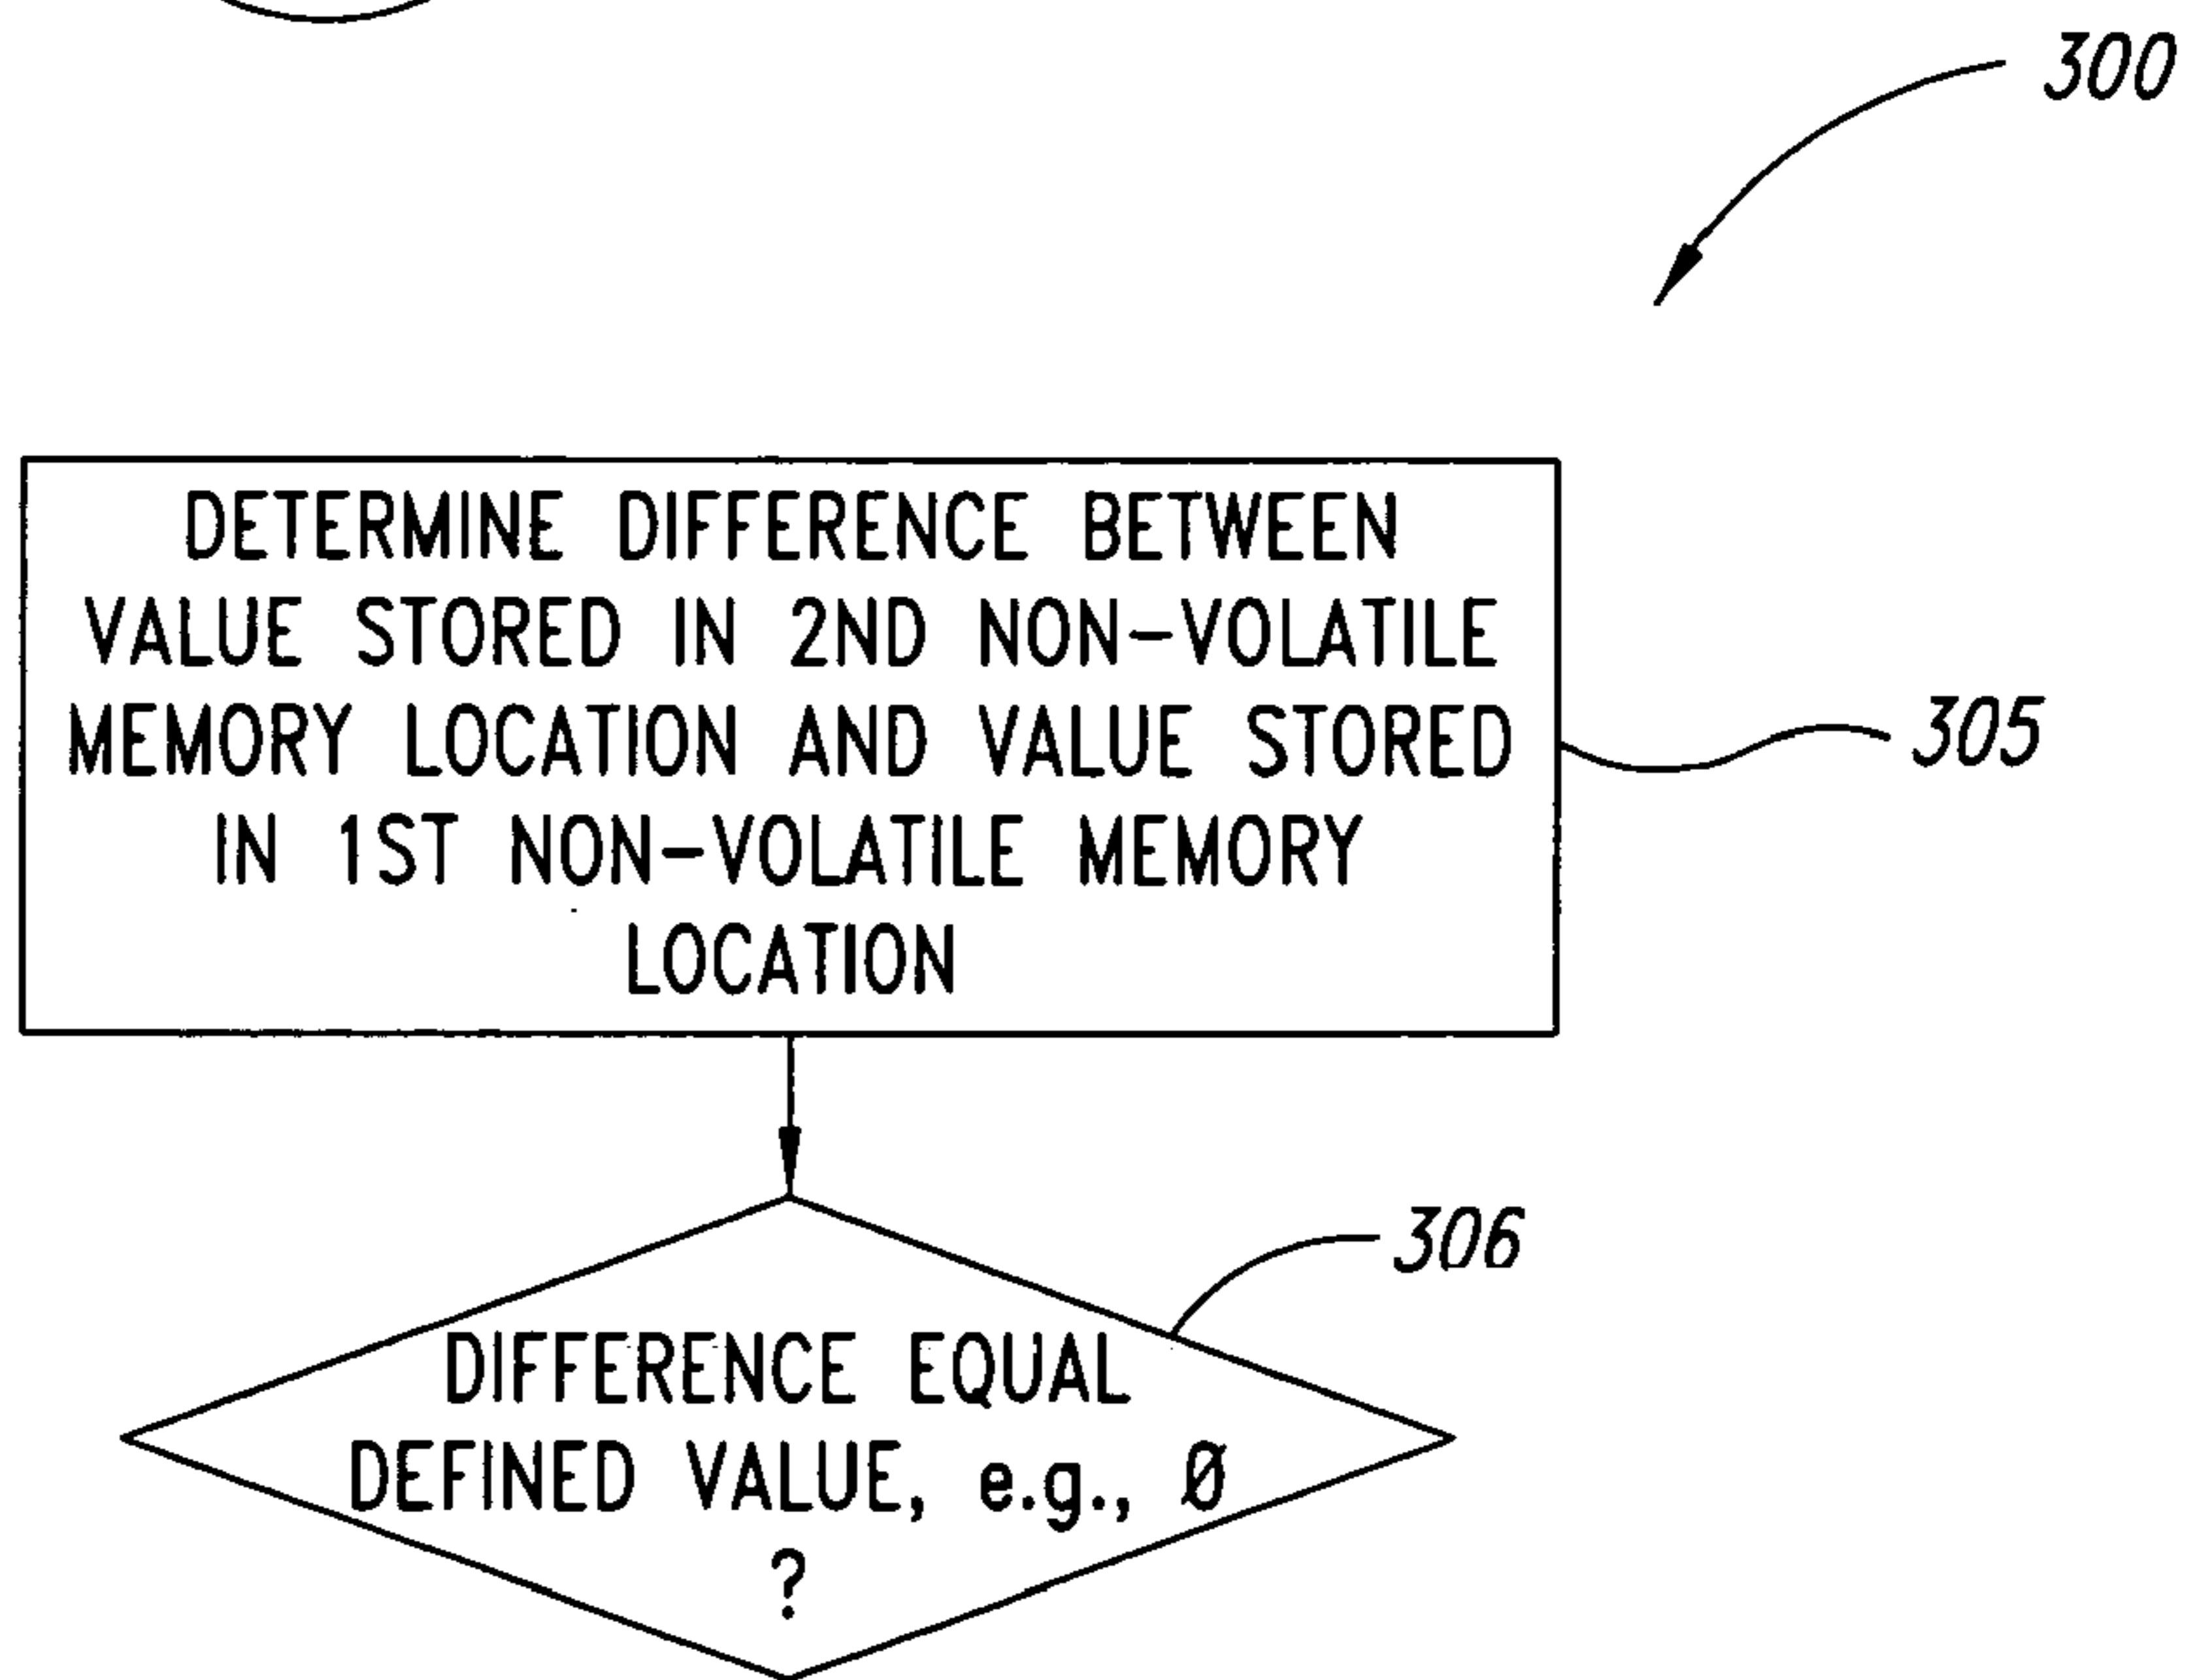 300
DETERMINE DIFFERENCE BETWEEN
VALUE STORED IN 2ND NON-VOLATILE
MEMORY LOCATION AND VALUE STORED
IN 1ST NON-VOLATILE MEMORY
LOCATION
305
306
DIFFERENCE EQUAL
DEFINED VALUE, e.g., Ø
?